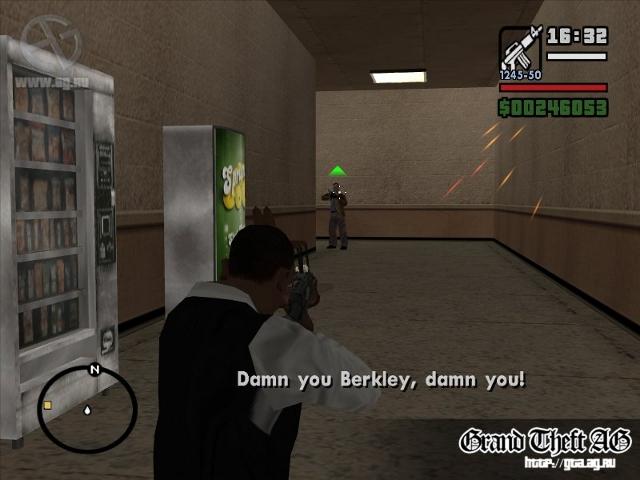 www.ag.ru
16:32
1245-50
$00246053
N
Damn you Berkley, damn you!
Grand Theft AG
http://gta.ag.ru